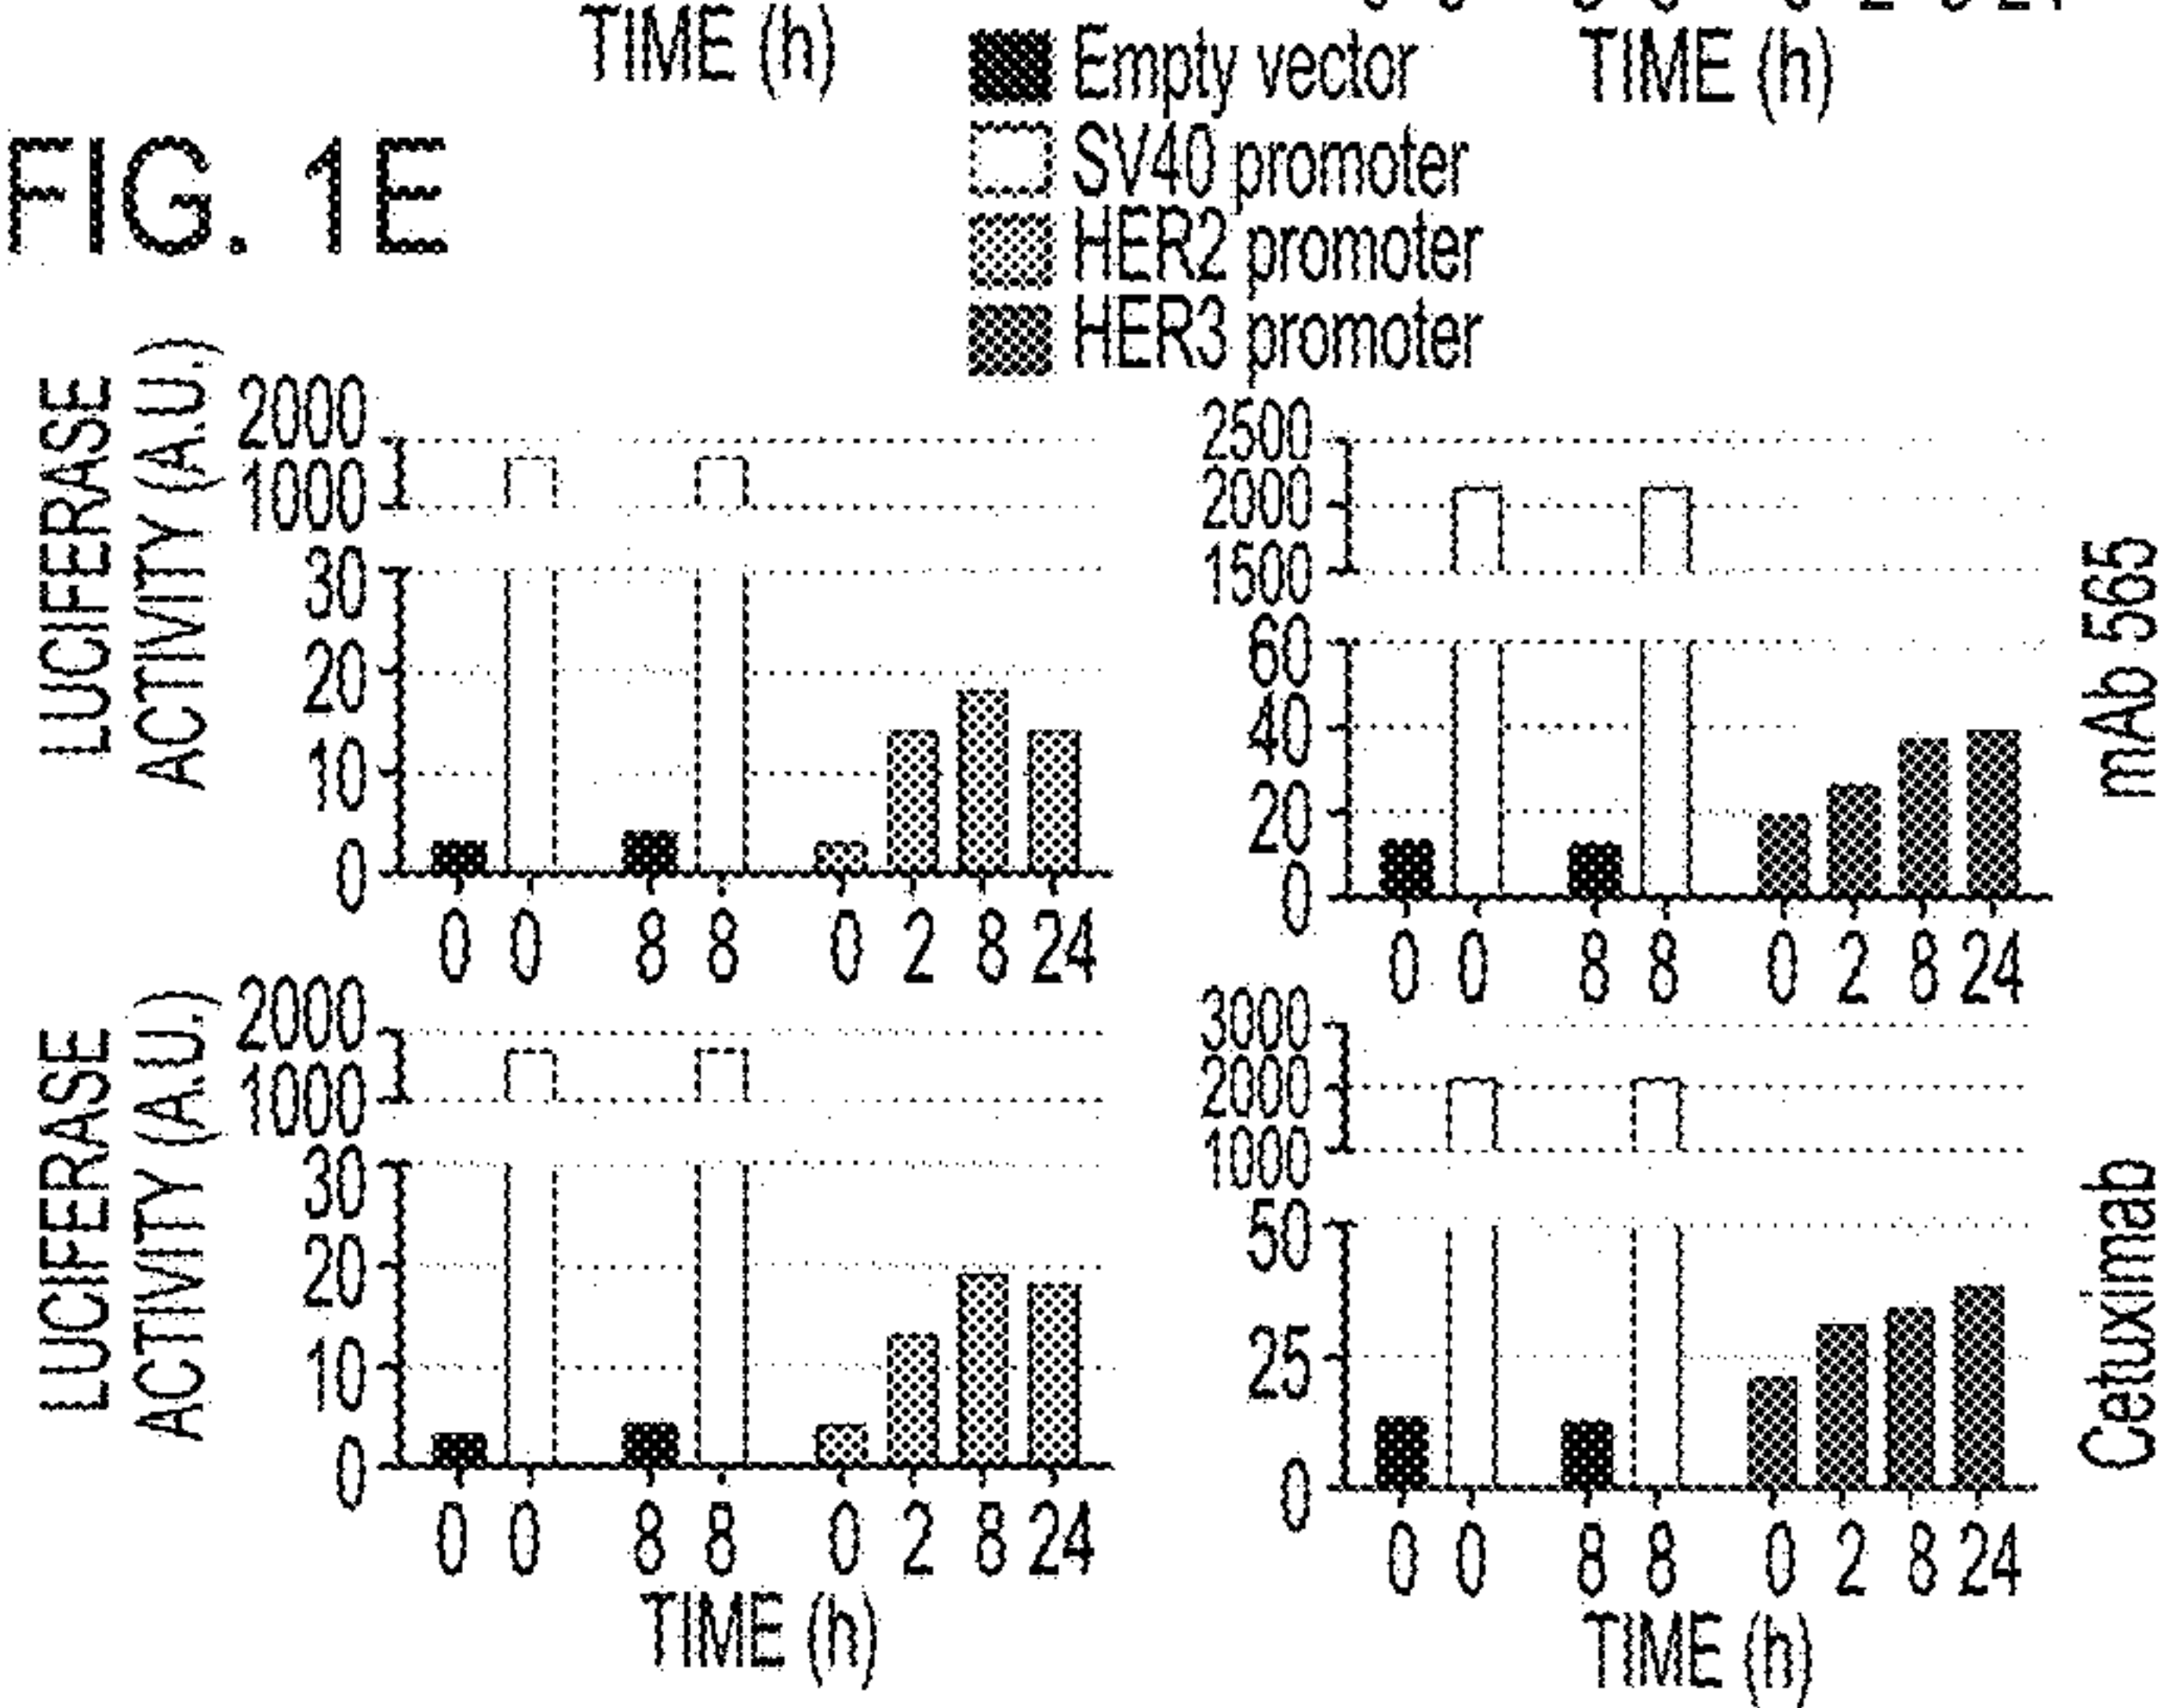 TIME (h)
TIME (h)
Empty vector
SV40 promoter
HER2 promoter
HER3 promoter
FIG. 1E
LUCIFERASE
ACTIVITY (A.U.)
2000
1000
30
20
10
0
0 0 8 8 0 2 8 24
2500
2000
1500
60
40
20
0
0 0 8 8 0 2 8 24
mAb 565
LUCIFERASE
ACTIVITY (A.U.)
2000
1000
30
20
10
0
0 0 8 8 0 2 8 24
TIME (h)
3000
2000
1000
50
25
0
0 0 8 8 0 2 8 24
TIME (h)
Cetuximab